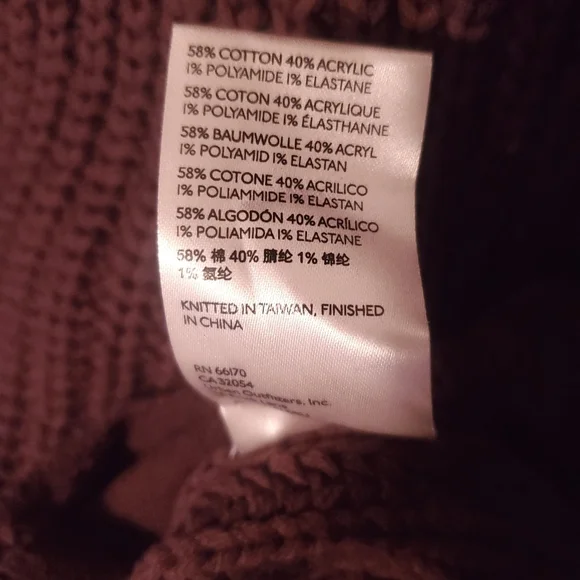 58% COTTON 40% ACRYLIC
1% POLYAMIDE 1% ELASTANE
58% COTON 40% ACRYLIQUE
1% POLYAMIDE 1% ÉLASTHANNE
58% BAUMWOLLE 40% ACRYL
1% POLYAMID 1% ELASTAN
58% COTONE 40% ACRILICO
1% POLIAMMIDE 1% ELASTAN
58% ALGODÓN 40% ACRÍLICO
1% POLIAMIDA 1% ELASTANE
58% 棉 40% 腈纶 1% 锦纶
1% 氨纶
KNITTED IN TAIWAN, FINISHED
IN CHINA
RN 66170
CA 32054
Urban Outfitters, Inc.